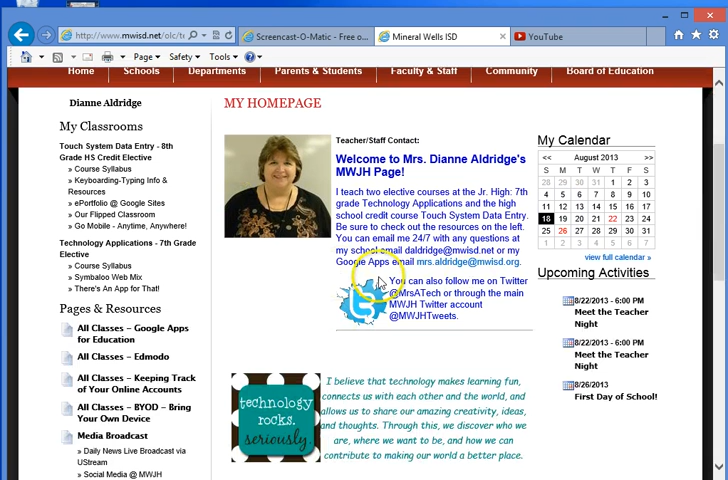 http://www.mwisd.net/olc/te
Screencast-O-Matic - Free o...
Mineral Wells ISD
YouTube
Page
Safety
Tools
Home
Schools
Departments
Parents & Students
Faculty & Staff
Community
Board of Education
Dianne Aldridge
My Classrooms
Touch System Data Entry - 8th
Grade HS Credit Elective
» Course Syllabus
» Keyboarding-Typing Info &
Resources
» ePortfolio @ Google Sites
» Our Flipped Classroom
» Go Mobile - Anytime, Anywhere!
Technology Applications - 7th Grade
Elective
» Course Syllabus
» Symbaloo Web Mix
» There's An App for That!
Pages & Resources
All Classes – Google Apps
for Education
All Classes – Edmodo
All Classes – Keeping Track
of Your Online Accounts
All Classes – BYOD – Bring
Your Own Device
Media Broadcast
» Daily News Live Broadcast via
UStream
» Social Media @ MWJH
MY HOMEPAGE
Teacher/Staff Contact:
Welcome to Mrs. Dianne Aldridge's
MWJH Page!
I teach two elective courses at the Jr. High: 7th
grade Technology Applications and the high
school credit course Touch System Data Entry.
Be sure to check out the resources on the left.
You can email me 24/7 with any questions at
my school email daldridge@mwisd.net or my
Google Apps email mrs.aldridge@mwisd.org.
You can also follow me on Twitter
@MrsATech or through the main
MWJH Twitter account
@MWJHTweets.
technology
rocks.
seriously.
I believe that technology makes learning fun,
connects us with each other and the world, and
allows us to share our amazing creativity, ideas,
and thoughts. Through this, we discover who we
are, where we want to be, and how we can
contribute to making our world a better place.
My Calendar
<< August 2013 >>
S M T W T F S
28 29 30 31 1 2 3
4 5 6 7 8 9 10
11 12 13 14 15 16 17
18 19 20 21 22 23 24
25 26 27 28 29 30 31
1 2 3 4 5 6 7
view full calendar »
Upcoming Activities
8/22/2013 - 6:00 PM
Meet the Teacher
Night
8/22/2013 - 6:00 PM
Meet the Teacher
Night
8/26/2013
First Day of School!